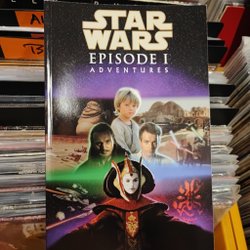 STAR
WARS
EPISODE I
ADVENTURES